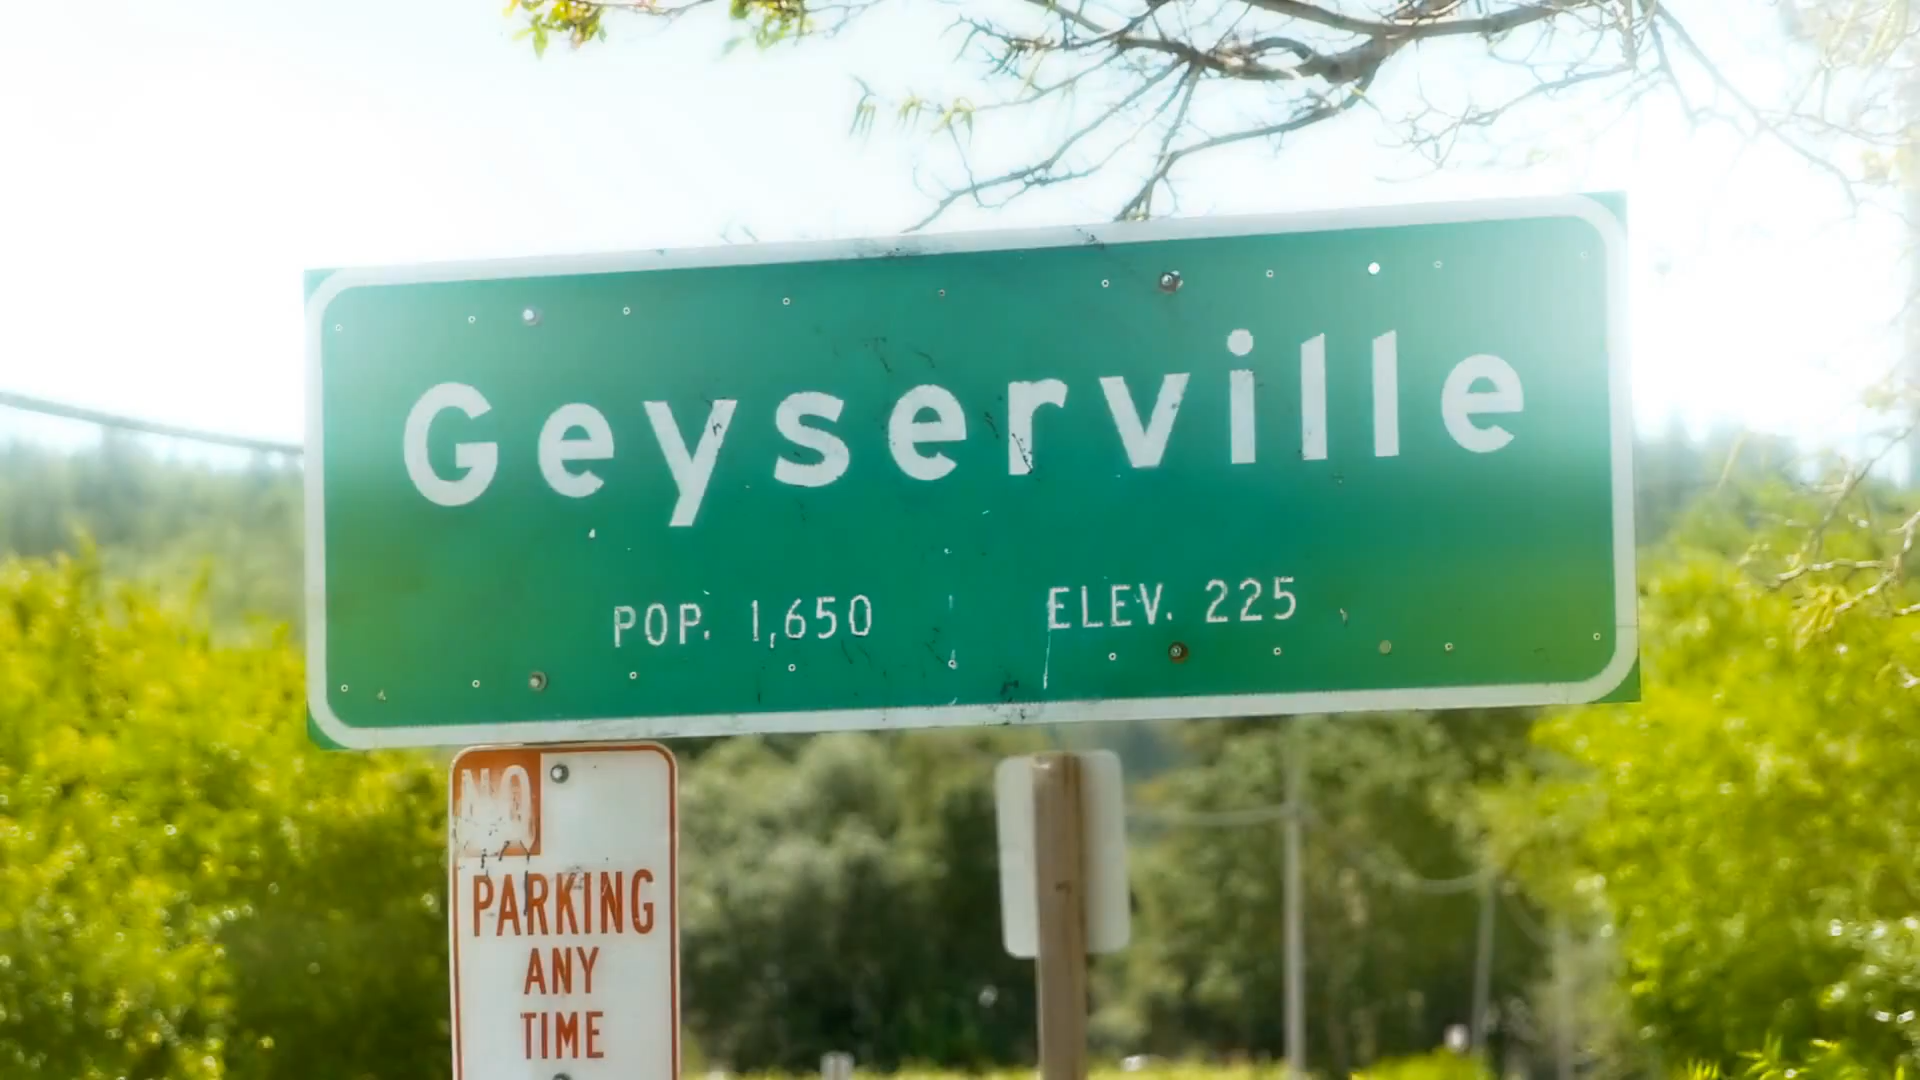 Geyserville
POP. 1,650 ELEV. 225
NO
PARKING
ANY
TIME